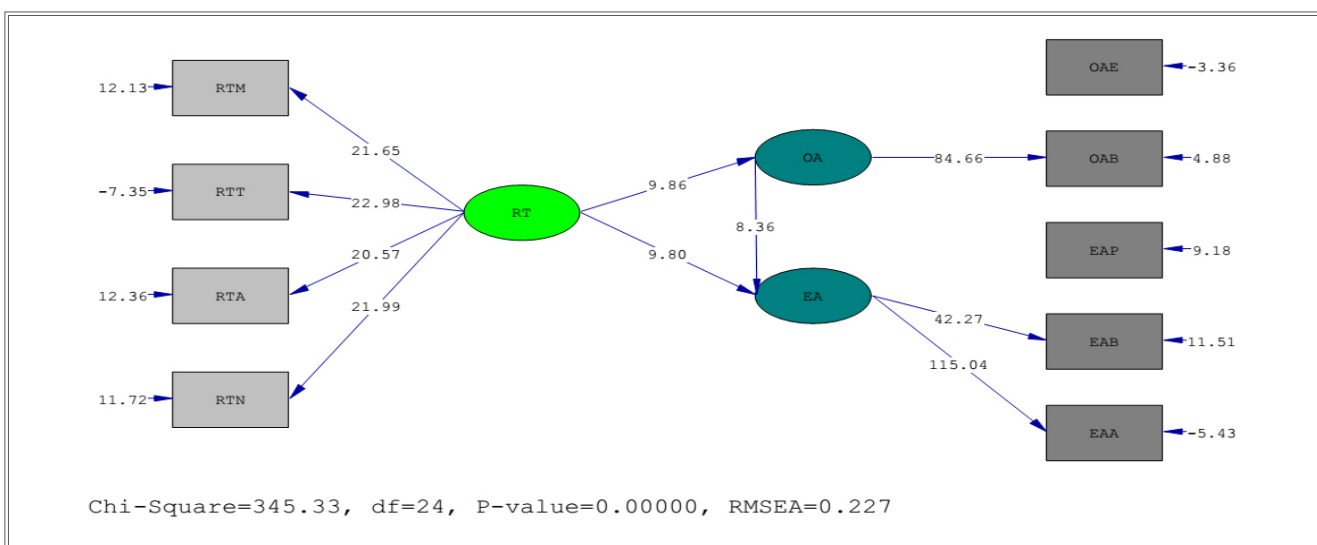 OAE
-3.36
12.13
RTM
21.65
OA
84.66
OAB
4.88
9.86
-7.35
RTT
22.98
RT
8.36
EAP
9.18
20.57
9.80
12.36
RTA
EA
21.99
42.27
EAB
11.51
115.04
11.72
RTN
EAA
-5.43
Chi-Square=345.33, df=24, P-value=0.00000, RMSEA=0.227